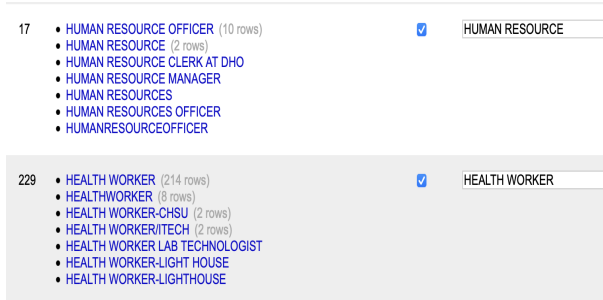 17 • HUMAN RESOURCE OFFICER (10 rows) HUMAN RESOURCE
• HUMAN RESOURCE (2 rows)
• HUMAN RESOURCE CLERK AT DHO
• HUMAN RESOURCE MANAGER
• HUMAN RESOURCES
• HUMAN RESOURCES OFFICER
• HUMANRESOURCEOFFICER
229 • HEALTH WORKER (214 rows) HEALTH WORKER
• HEALTHWORKER (8 rows)
• HEALTH WORKER-CHSU (2 rows)
• HEALTH WORKER/ITECH (2 rows)
• HEALTH WORKER LAB TECHNOLOGIST
• HEALTH WORKER-LIGHT HOUSE
• HEALTH WORKER-LIGHTHOUSE